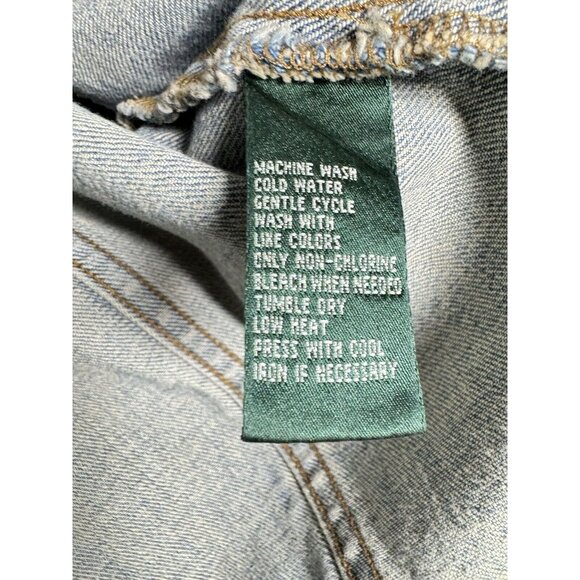 MACHINE WASH
COLD WATER
GENTLE CYCLE
WASH WITH
LIKE COLORS
ONLY NON-CHLORINE
BLEACH WHEN NEEDED
TUMBLE DRY
LOW HEAT
PRESS WITH COOL
IRON IF NECESSARY